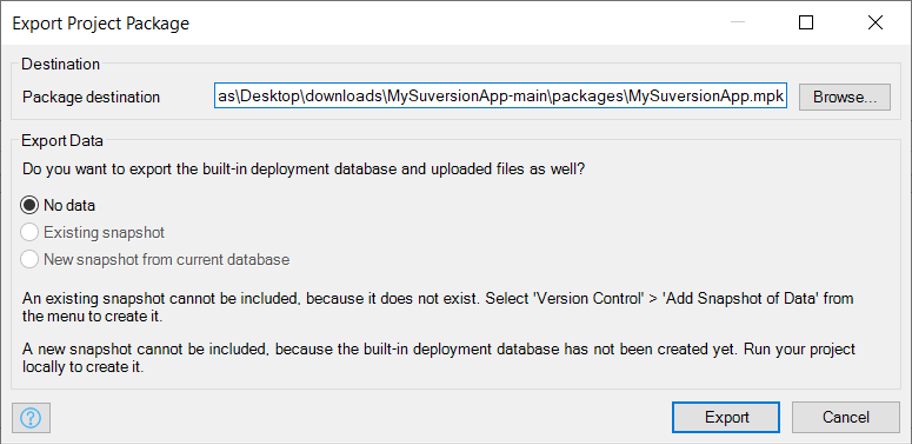 Export Project Package
Destination
Package destination as\Desktop\downloads\MySuversionApp-main\packages\MySuversionApp.mpk Browse...
Export Data
Do you want to export the built-in deployment database and uploaded files as well?
No data
Existing snapshot
New snapshot from current database
An existing snapshot cannot be included, because it does not exist. Select 'Version Control' > 'Add Snapshot of Data' from
the menu to create it.
A new snapshot cannot be included, because the built-in deployment database has not been created yet. Run your project
locally to create it.
? Export Cancel